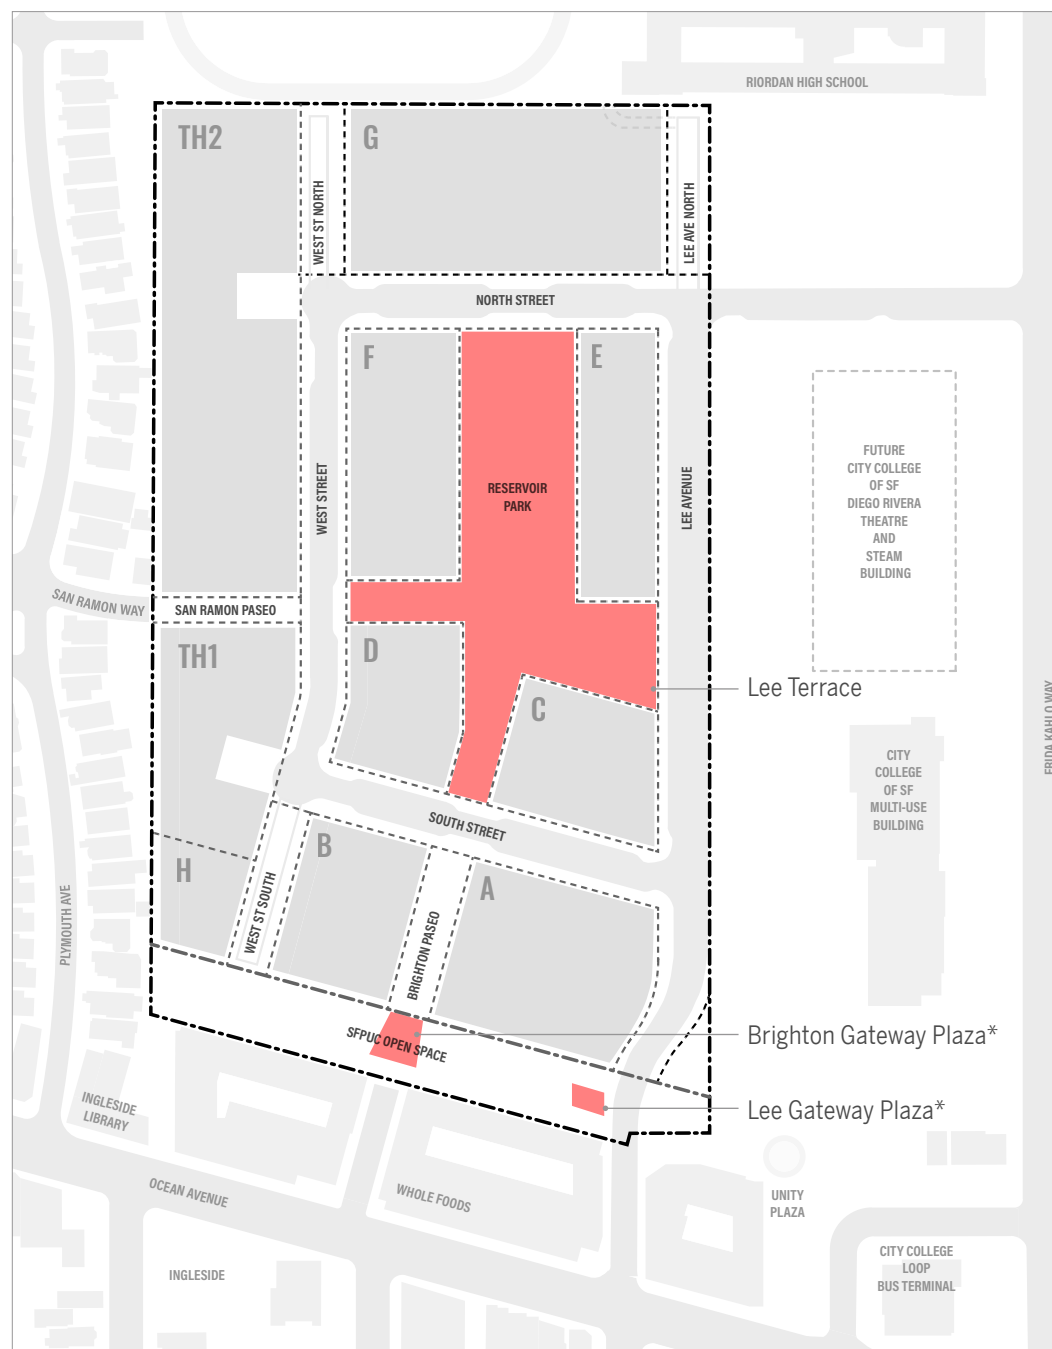 RIORDAN HIGH SCHOOL
TH2
G
WEST ST NORTH
LEE AVE NORTH
NORTH STREET
F
E
RESERVOIR
PARK
WEST STREET
LEE AVENUE
FUTURE
CITY COLLEGE
OF SF
DIEGO RIVERA
THEATRE
AND
STEAM
BUILDING
SAN RAMON WAY
SAN RAMON PASEO
TH1
D
C
Lee Terrace
FRIDA KAHLO WAY
CITY
COLLEGE
OF SF
MULTI-USE
BUILDING
SOUTH STREET
B
H
A
PLYMOUTH AVE
WEST ST SOUTH
BRIGHTON PASEO
SFPUC OPEN SPACE
Brighton Gateway Plaza*
Lee Gateway Plaza*
INGLESIDE
LIBRARY
OCEAN AVENUE
WHOLE FOODS
UNITY
PLAZA
INGLESIDE
CITY COLLEGE
LOOP
BUS TERMINAL